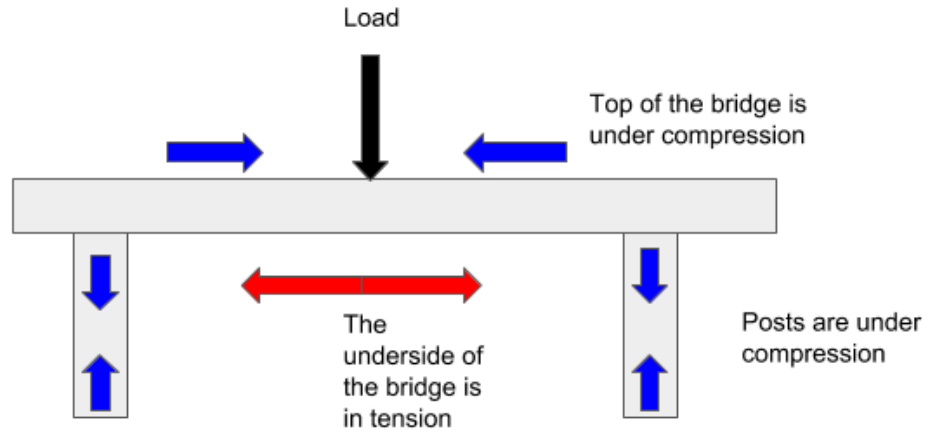 Load
Top of the bridge is
under compression
The
underside of
the bridge is
in tension
Posts are under
compression